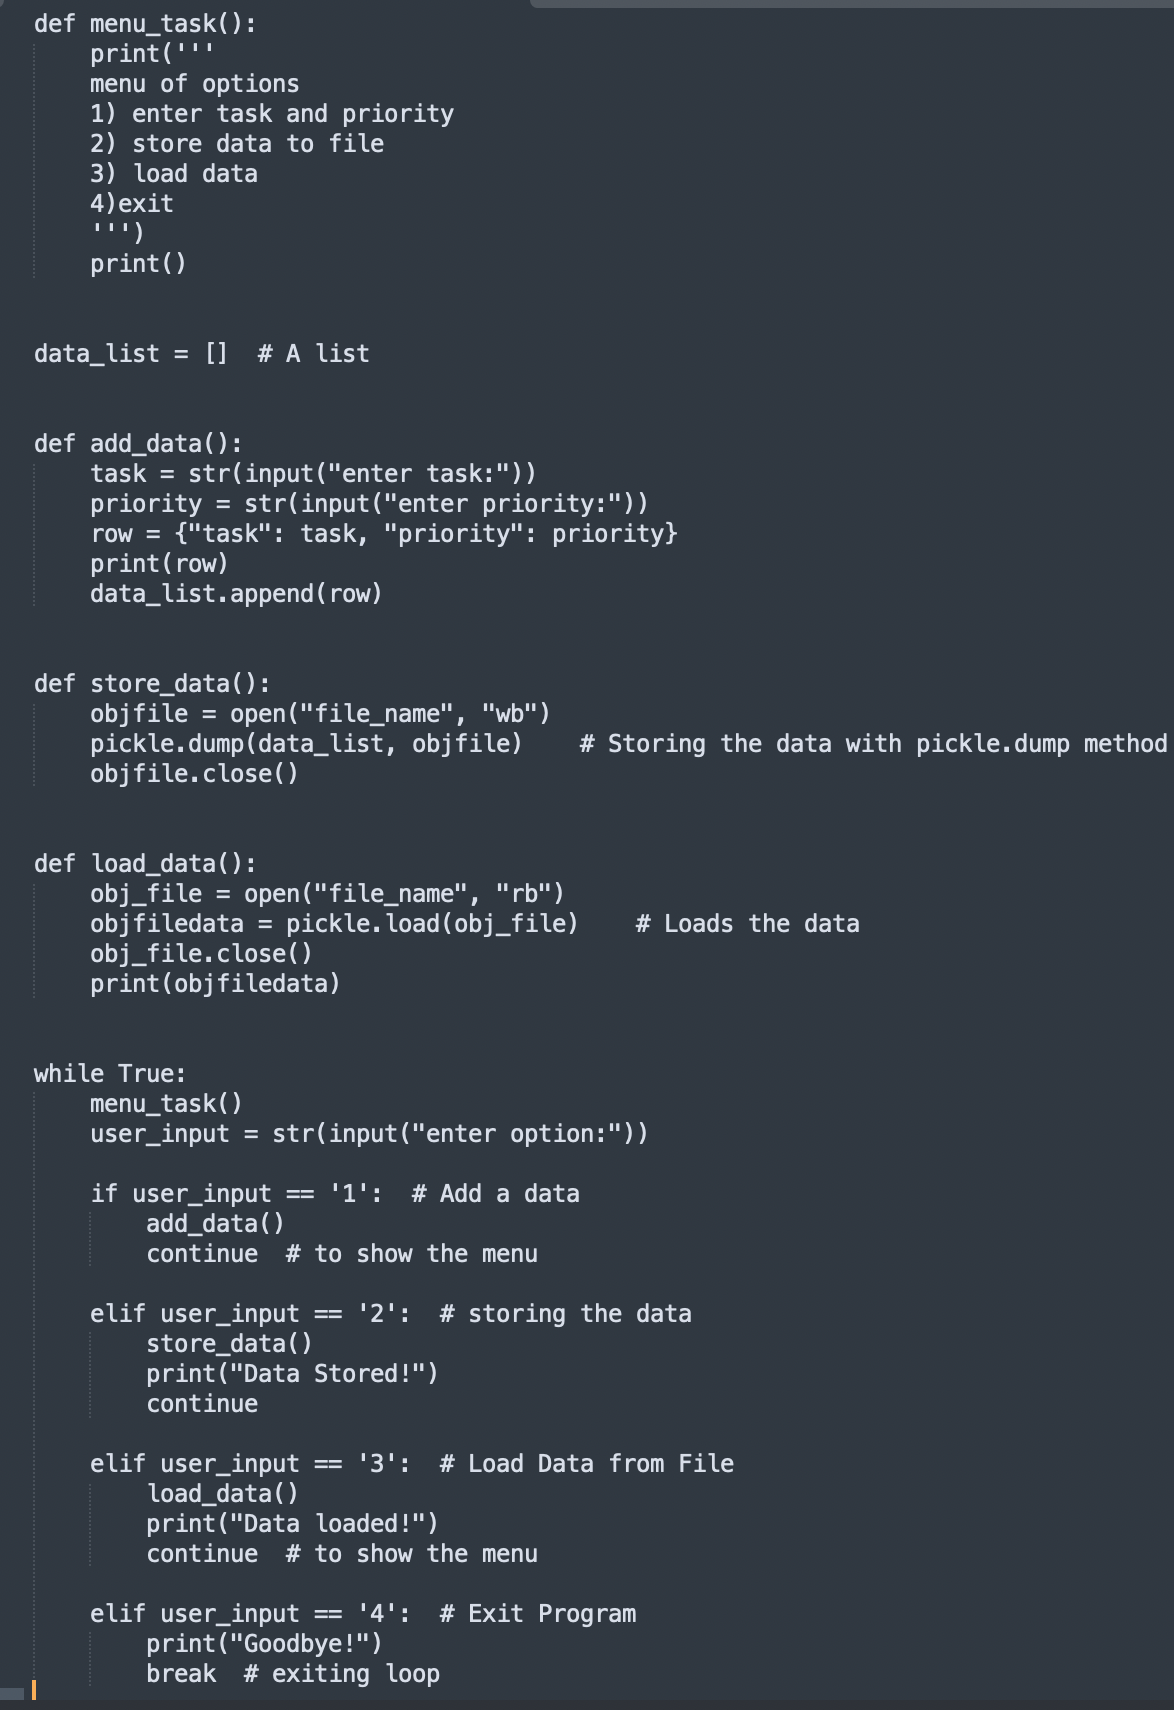 def menu_task():
    print('''
    menu of options
    1) enter task and priority
    2) store data to file
    3) load data
    4)exit
    ''')
    print()


data_list = []  # A list


def add_data():
    task = str(input("enter task:"))
    priority = str(input("enter priority:"))
    row = {"task": task, "priority": priority}
    print(row)
    data_list.append(row)


def store_data():
    objfile = open("file_name", "wb")
    pickle.dump(data_list, objfile)    # Storing the data with pickle.dump method
    objfile.close()


def load_data():
    obj_file = open("file_name", "rb")
    objfiledata = pickle.load(obj_file)    # Loads the data
    obj_file.close()
    print(objfiledata)


while True:
    menu_task()
    user_input = str(input("enter option:"))

    if user_input == '1':  # Add a data
        add_data()
        continue  # to show the menu

    elif user_input == '2':  # storing the data
        store_data()
        print("Data Stored!")
        continue

    elif user_input == '3':  # Load Data from File
        load_data()
        print("Data loaded!")
        continue  # to show the menu

    elif user_input == '4':  # Exit Program
        print("Goodbye!")
        break  # exiting loop